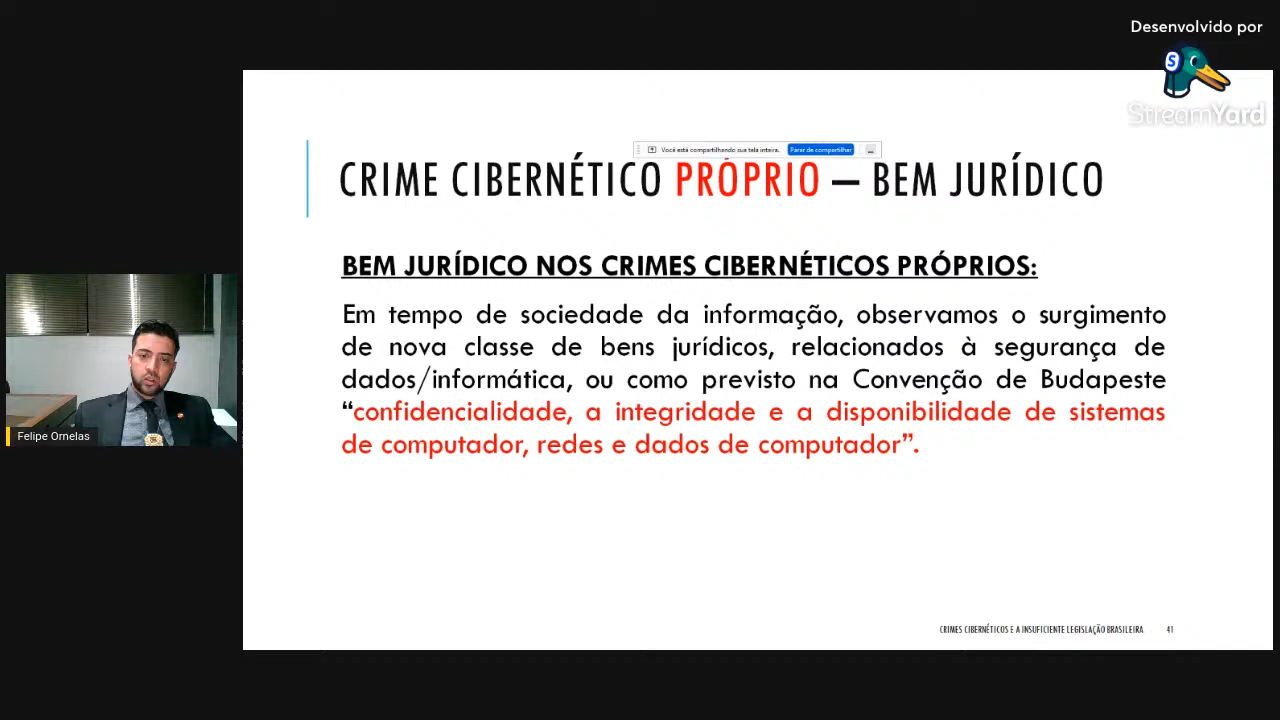 Desenvolvido por
StreamYard
Você está compartilhando sua tela inteira. Parar de compartilhar
CRIME CIBERNÉTICO PRÓPRIO – BEM JURÍDICO
BEM JURÍDICO NOS CRIMES CIBERNÉTICOS PRÓPRIOS:
Em tempo de sociedade da informação, observamos o surgimento
de nova classe de bens jurídicos, relacionados à segurança de
dados/informática, ou como previsto na Convenção de Budapeste
“confidencialidade, a integridade e a disponibilidade de sistemas
de computador, redes e dados de computador”.
Felipe Ornelas
CRIMES CIBERNÉTICOS E A INSUFICIENTE LEGISLAÇÃO BRASILEIRA 41